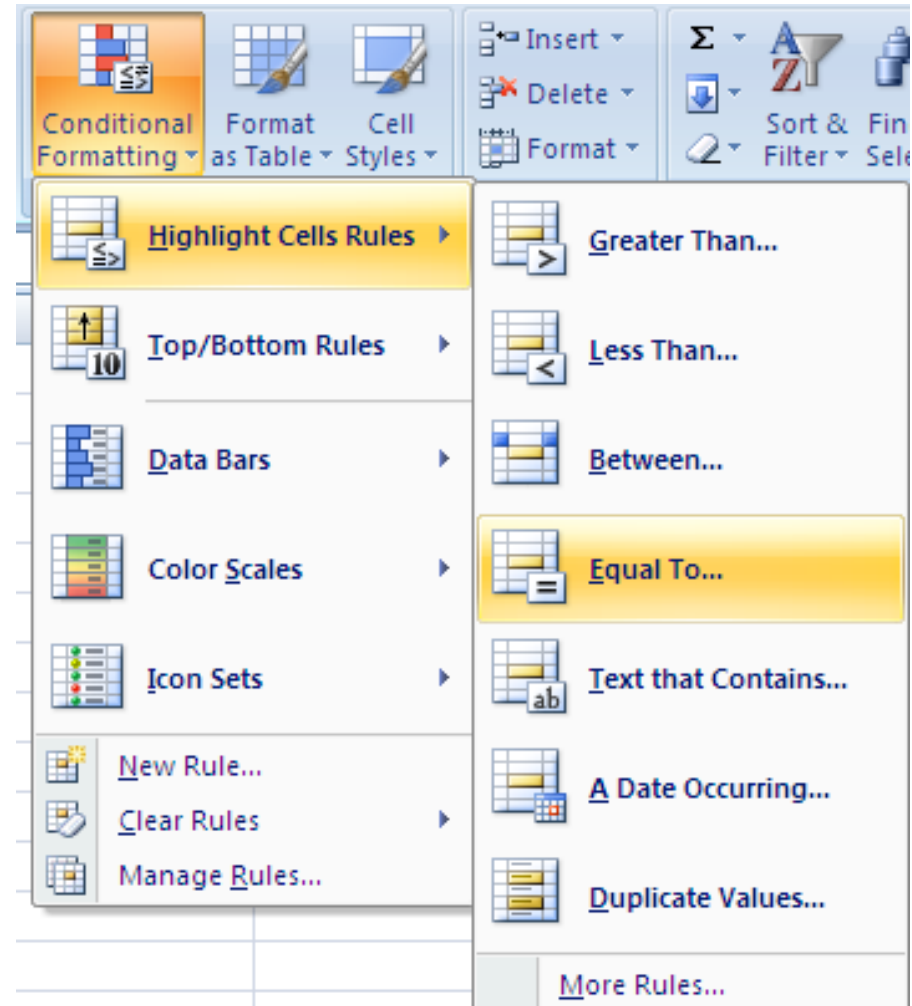 Conditional
Formatting
Format
as Table
Cell
Styles
Insert
Delete
Format
Σ
A
Z
Sort &
Filter
Fin
Sele
Highlight Cells Rules
Top/Bottom Rules
10
Data Bars
Color Scales
Icon Sets
New Rule...
Clear Rules
Manage Rules...
Greater Than...
Less Than...
Between...
Equal To...
Text that Contains...
ab
A Date Occurring...
Duplicate Values...
More Rules...